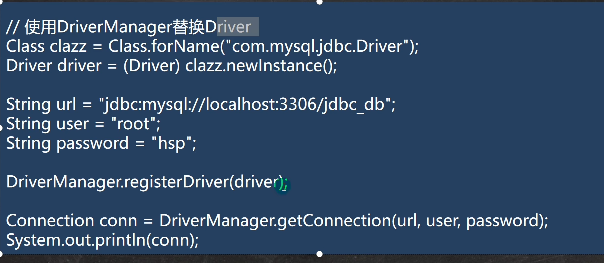 // 使用DriverManager替换Driver
Class clazz = Class.forName("com.mysql.jdbc.Driver");
Driver driver = (Driver) clazz.newInstance();
String url = "jdbc:mysql://localhost:3306/jdbc_db";
String user = "root";
String password = "hsp";
DriverManager.registerDriver(driver);
Connection conn = DriverManager.getConnection(url, user, password);
System.out.println(conn);